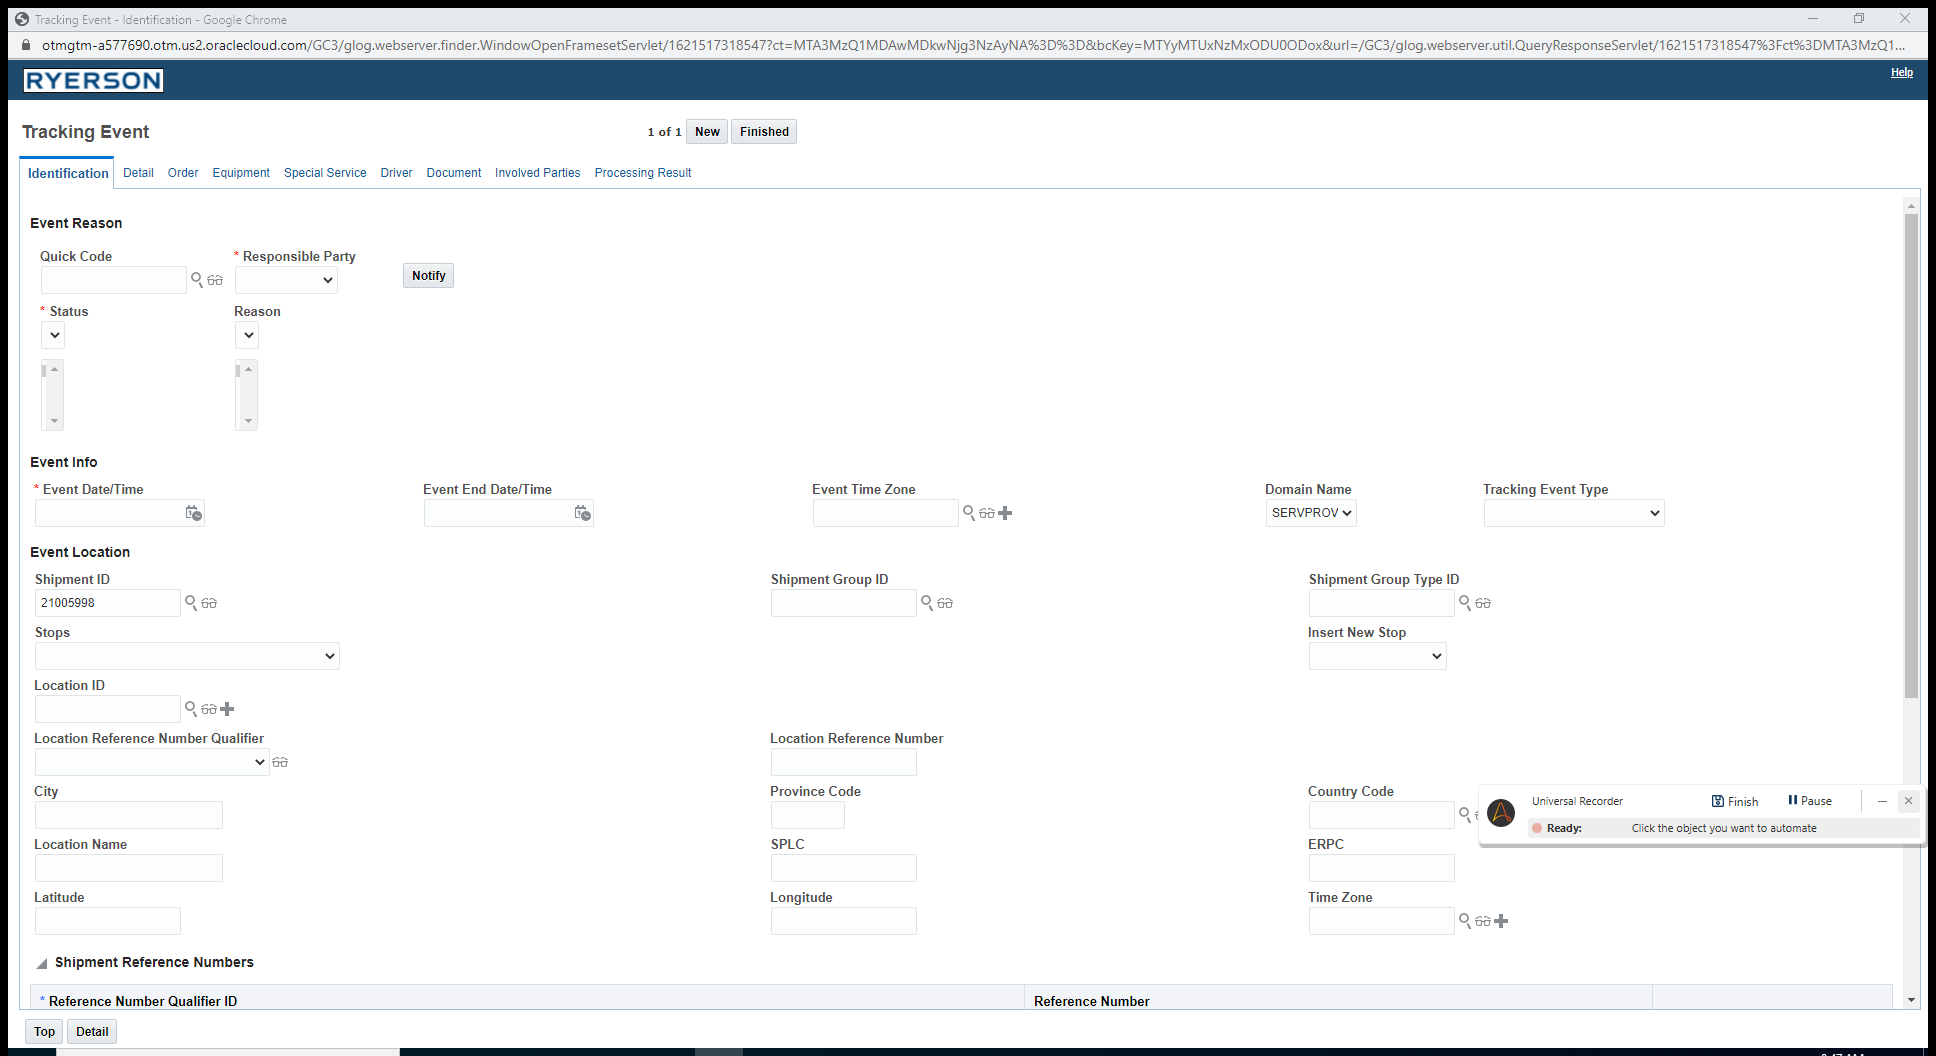 Tracking Event - Identification - Google Chrome
otmgtm-a577690.otm.us2.oraclecloud.com/GC3/glog.webserver.finder.WindowOpenFramesetServlet/1621517318547?ct=MTA3MzQ1MDAwMDkwNjg3NzAyNA%3D%3D&bcKey=MTYyMTUxNzMxODU0ODox&url=/GC3/glog.webserver.util.QueryResponseServlet/1621517318547%3Fct%3DMTA3MzQ1...
RYERSON
Help
Tracking Event
1 of 1 New Finished
Identification Detail Order Equipment Special Service Driver Document Involved Parties Processing Result
Event Reason
Quick Code * Responsible Party
Notify
* Status Reason
Event Info
* Event Date/Time Event End Date/Time Event Time Zone Domain Name Tracking Event Type
SERVPROV
Event Location
Shipment ID Shipment Group ID Shipment Group Type ID
21005998
Stops Insert New Stop
Location ID
Location Reference Number Qualifier Location Reference Number
City Province Code Country Code
Universal Recorder Finish Pause
Ready: Click the object you want to automate
Location Name SPLC ERPC
Latitude Longitude Time Zone
Shipment Reference Numbers
* Reference Number Qualifier ID Reference Number
Top Detail